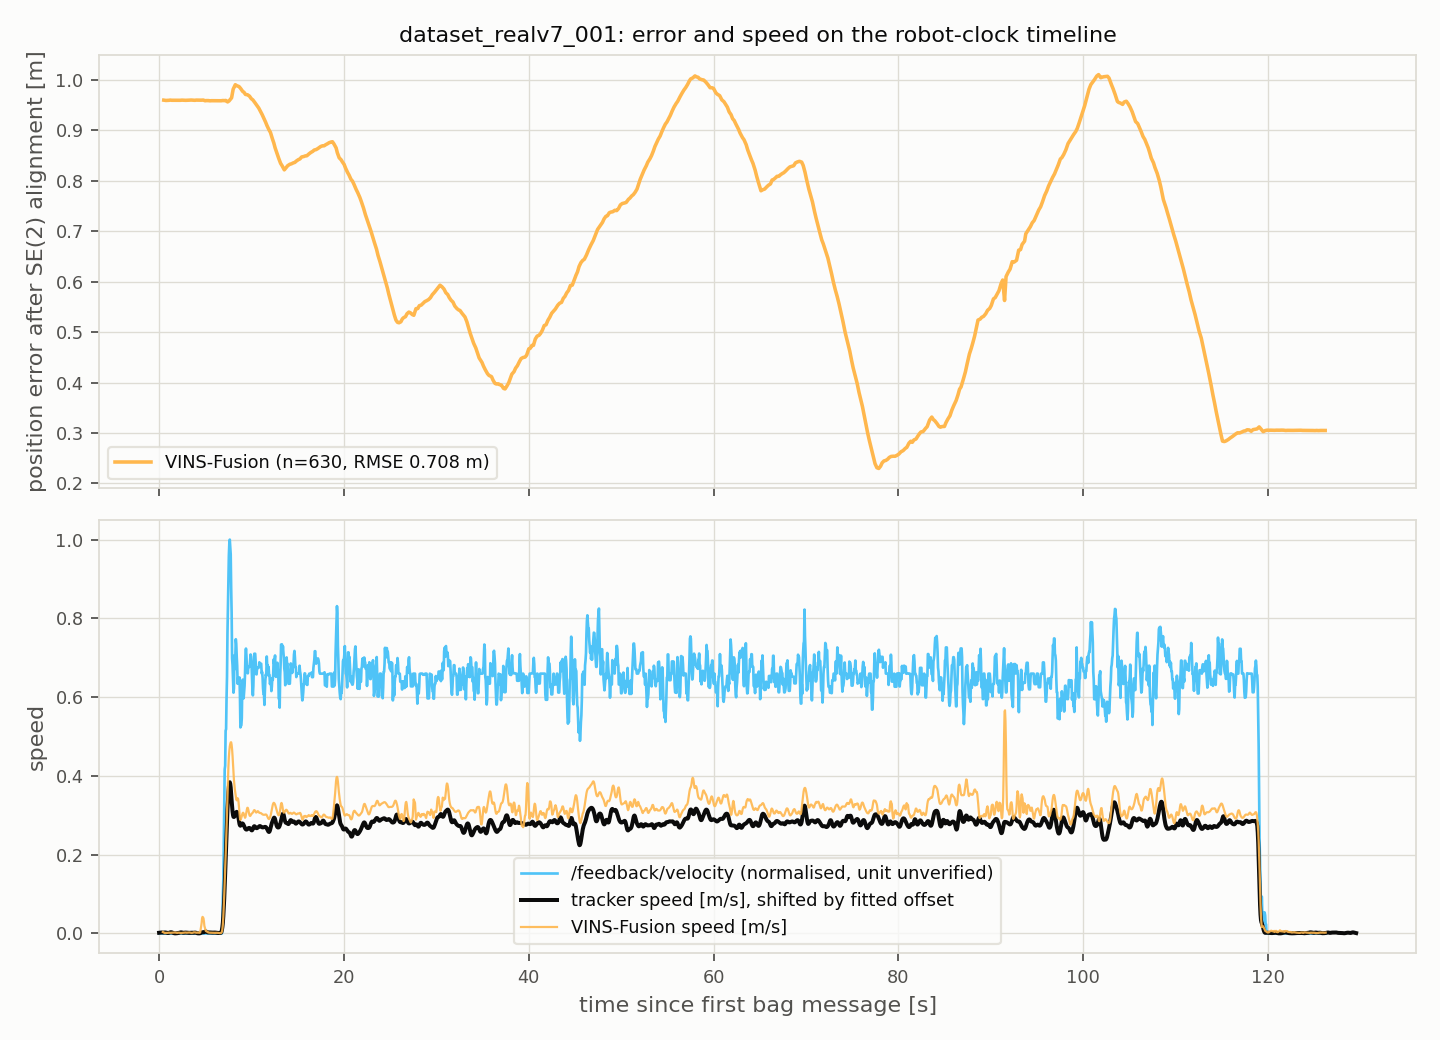 dataset_realv7_001: error and speed on the robot-clock timeline
position error after SE(2) alignment [m]
1.0
0.9
0.8
0.7
0.6
0.5
0.4
0.3
0.2
VINS-Fusion (n=630, RMSE 0.708 m)
speed
1.0
0.8
0.6
0.4
0.2
0.0
/feedback/velocity (normalised, unit unverified)
tracker speed [m/s], shifted by fitted offset
VINS-Fusion speed [m/s]
0 20 40 60 80 100 120
time since first bag message [s]